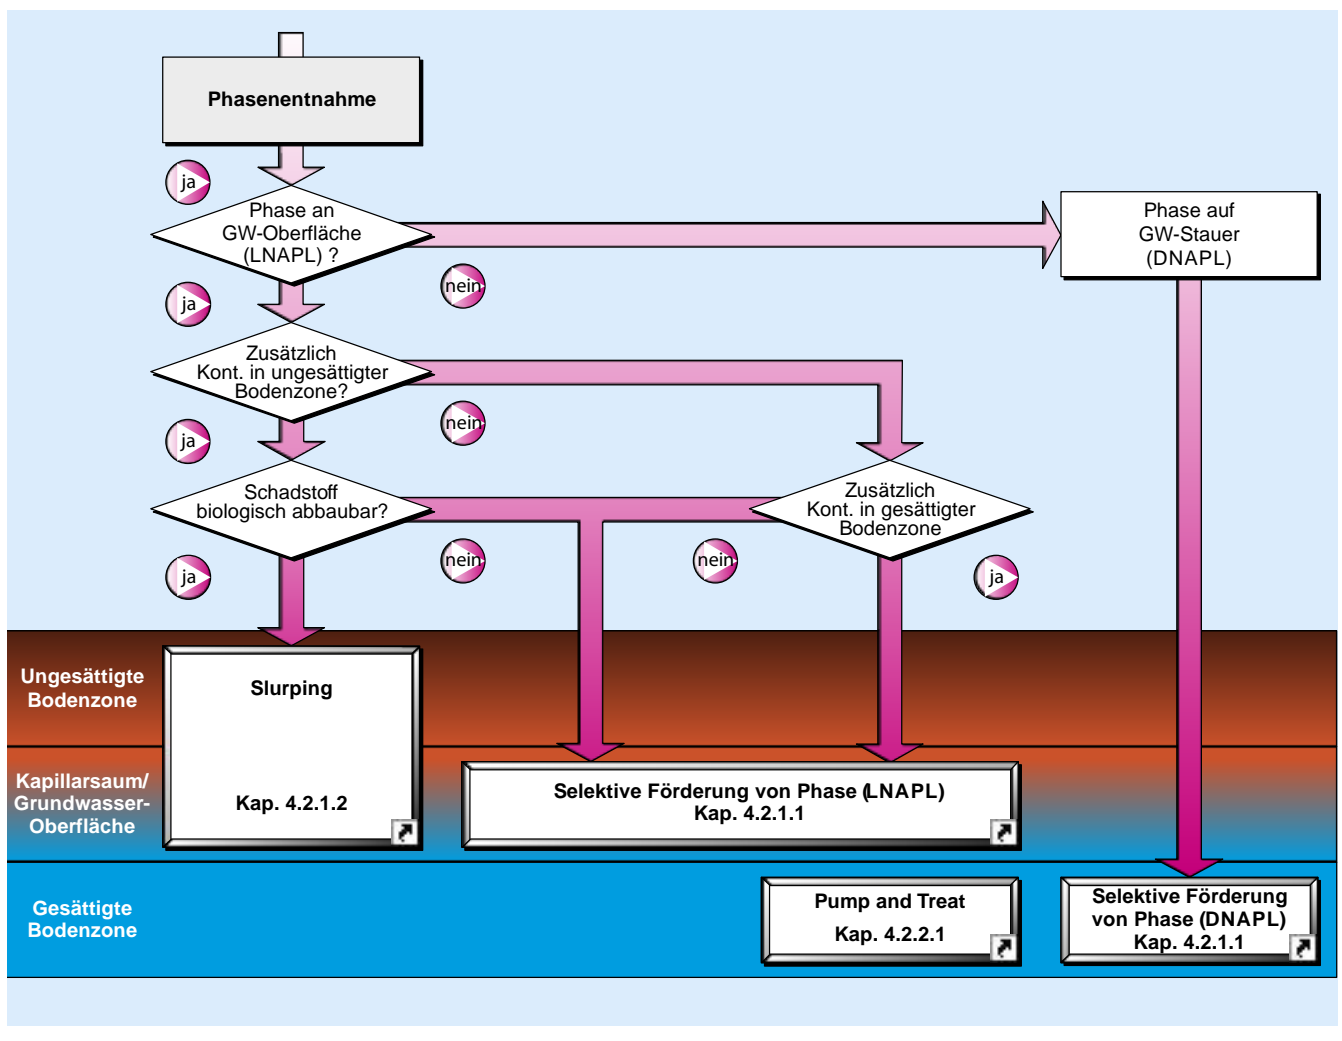 Phasenentnahme
ja
Phase an
GW-Oberfläche
(LNAPL) ?
Phase auf
GW-Stauer
(DNAPL)
ja
nein
Zusätzlich
Kont. in ungesättigter
Bodenzone?
ja
nein
Schadstoff
biologisch abbaubar?
Zusätzlich
Kont. in gesättigter
Bodenzone
ja
nein
nein
ja
Ungesättigte
Bodenzone
Slurping
Kap. 4.2.1.2
Kapillarsaum/
Grundwasser-
Oberfläche
Selektive Förderung von Phase (LNAPL)
Kap. 4.2.1.1
Gesättigte
Bodenzone
Pump and Treat
Kap. 4.2.2.1
Selektive Förderung
von Phase (DNAPL)
Kap. 4.2.1.1